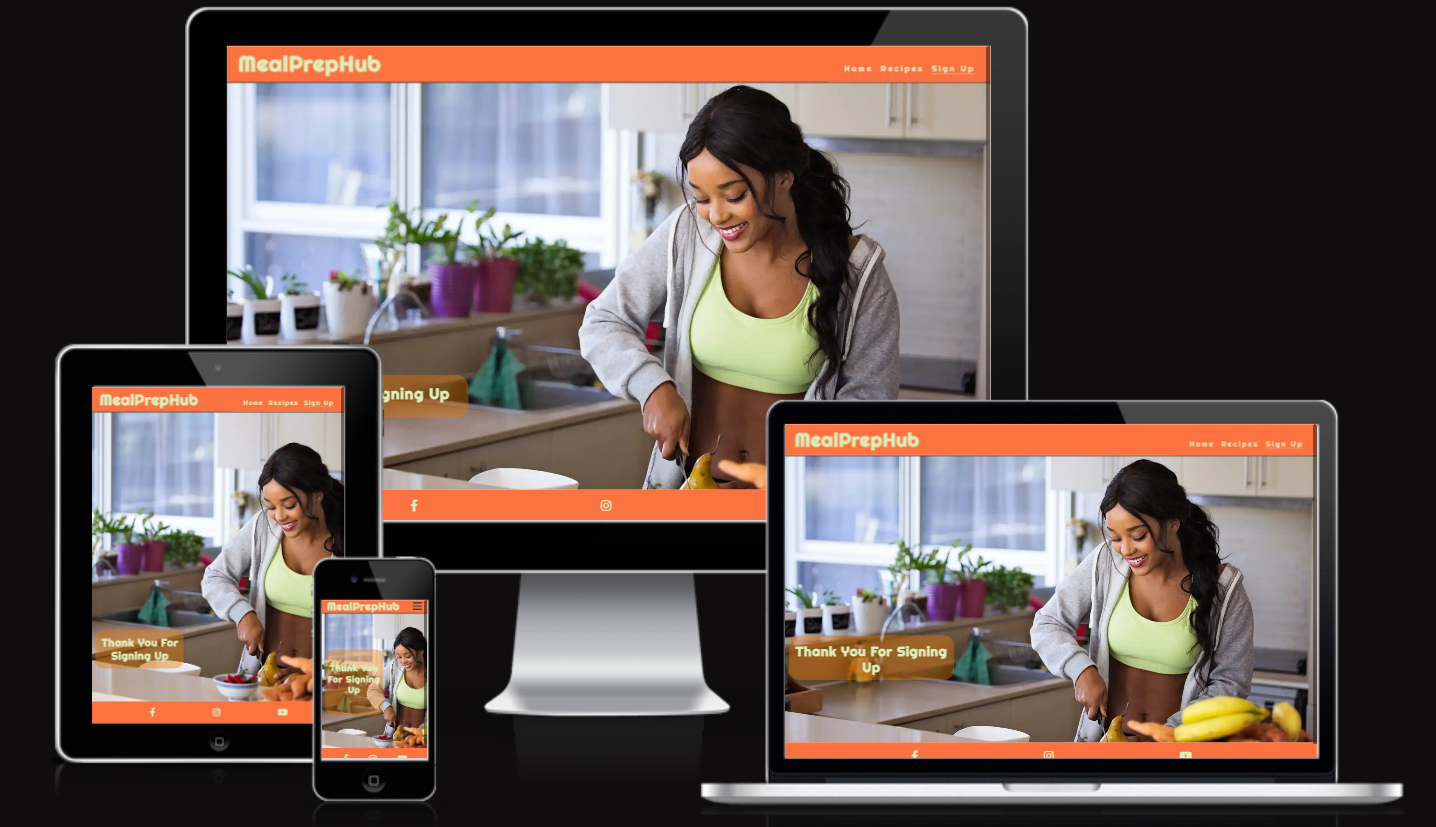 MealPrepHub
Home Recipes Sign Up
gning Up
MealPrepHub
Home Recipes Sign Up
Thank You For
Signing Up
MealPrepHub
Thank You
For Signing
Up
MealPrepHub
Home Recipes Sign Up
Thank You For Signing
Up